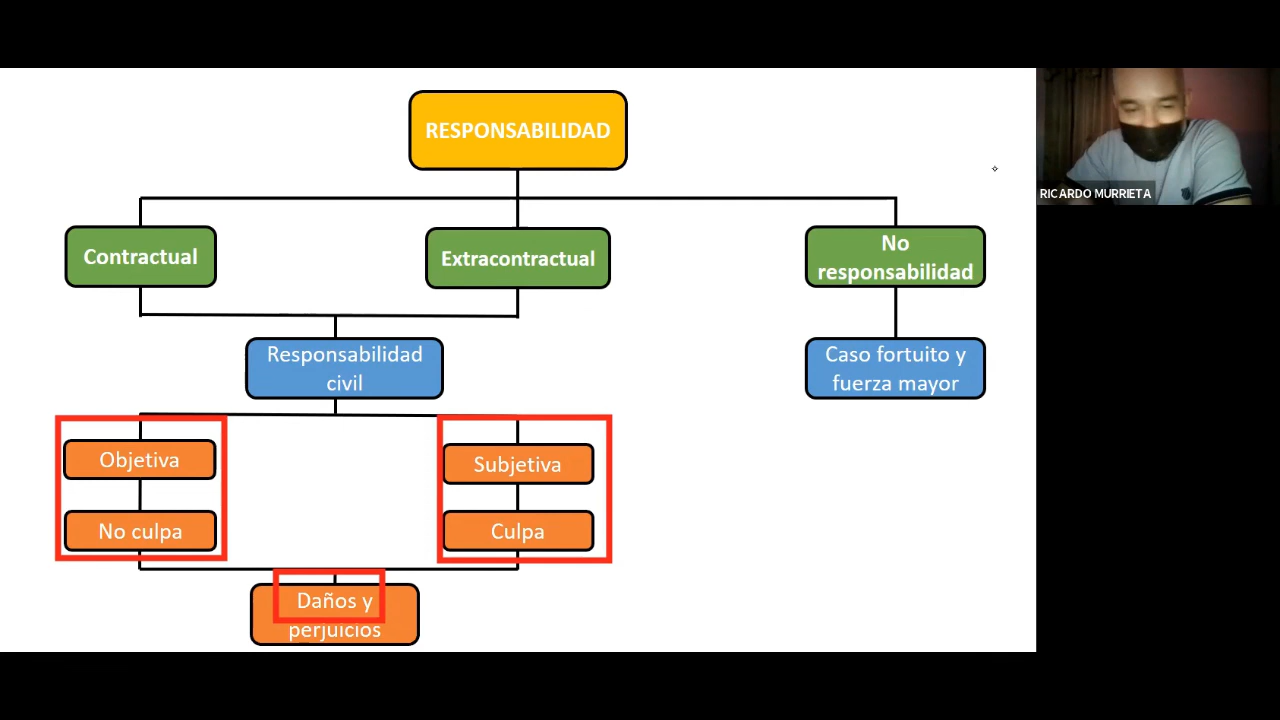 RESPONSABILIDAD
Contractual
Extracontractual
No
responsabilidad
Responsabilidad
civil
Caso fortuito y
fuerza mayor
Objetiva
Subjetiva
No culpa
Culpa
Daños y
perjuicios
RICARDO MURRIETA